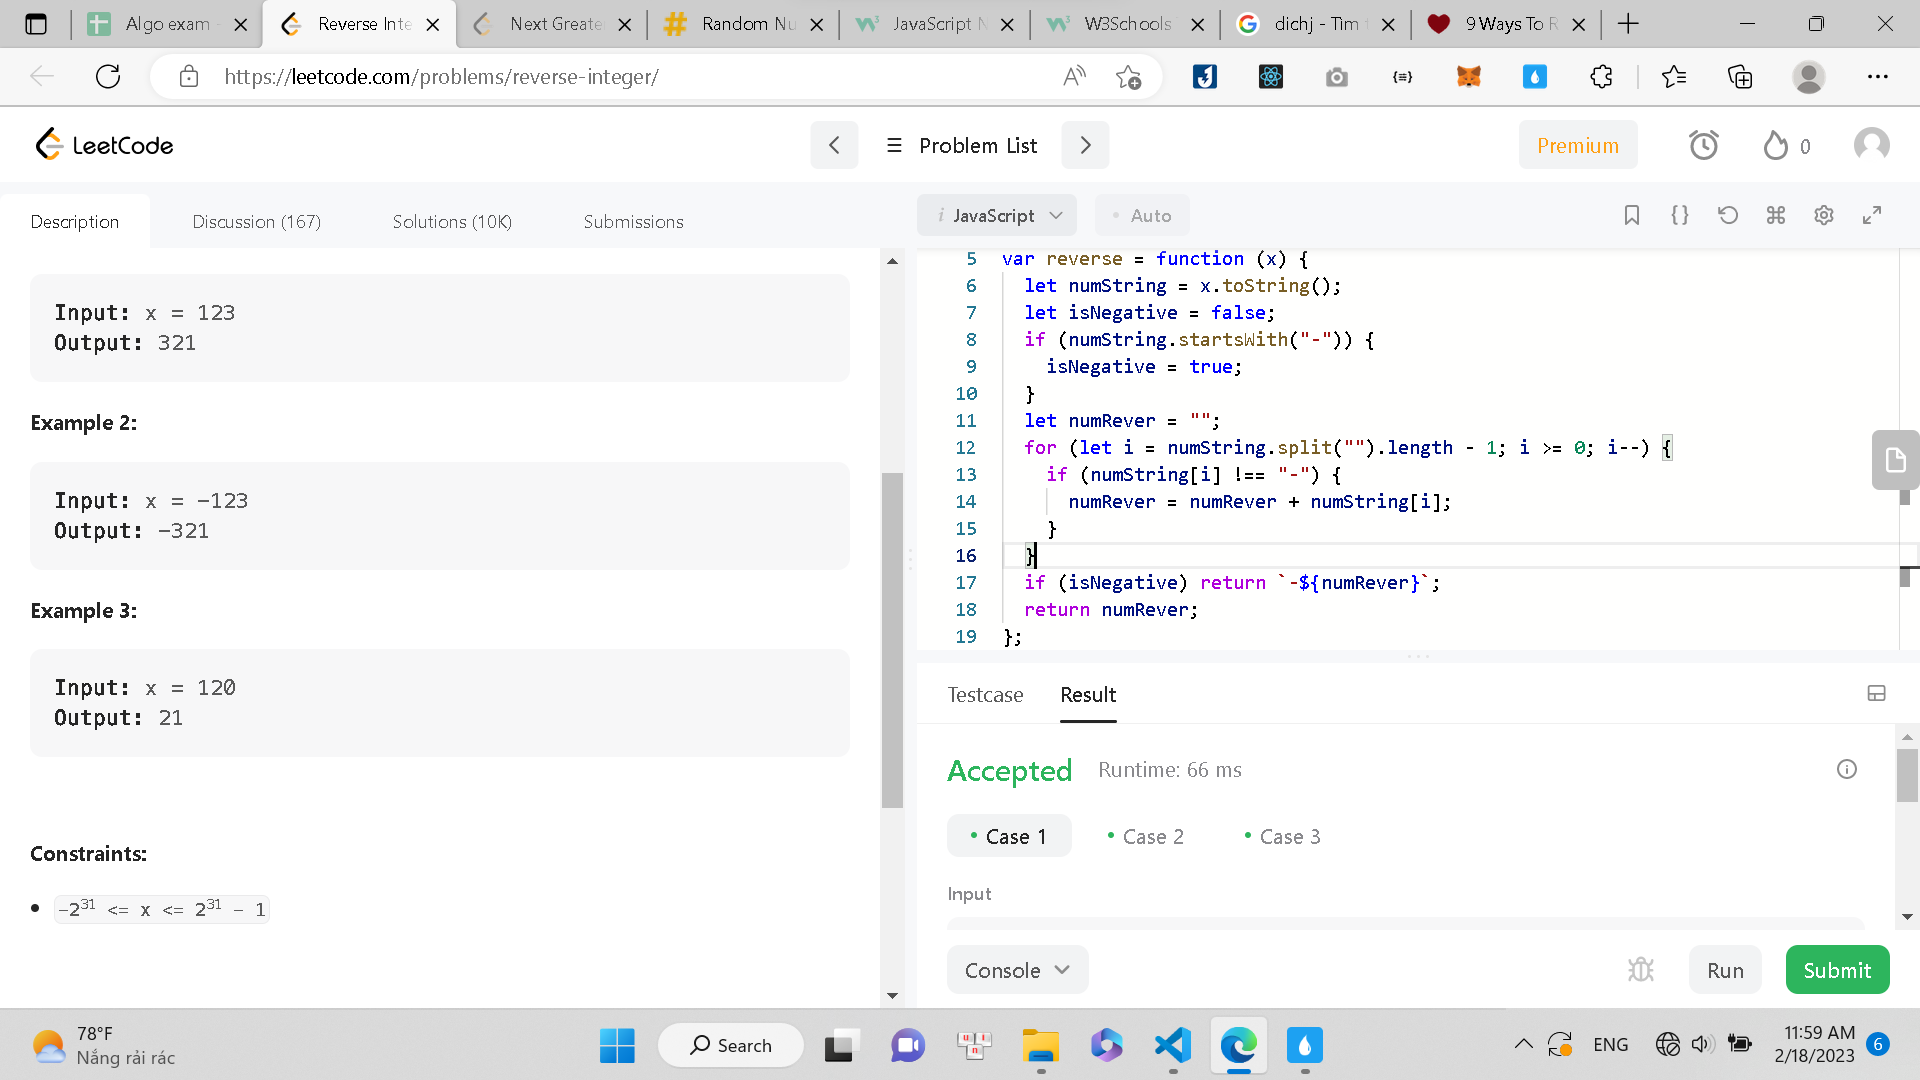 Algo exam -
Reverse Inte
Next Greate
Random Nu
JavaScript N
W3Schools
dichj - Tìm t
9 Ways To R
https://leetcode.com/problems/reverse-integer/
LeetCode
Problem List
Premium
0
Description
Discussion (167)
Solutions (10K)
Submissions
i JavaScript
• Auto
Input: x = 123
Output: 321
Example 2:
Input: x = -123
Output: -321
Example 3:
Input: x = 120
Output: 21
Constraints:
• -2³¹ <= x <= 2³¹ - 1
5 var reverse = function (x) {
6 let numString = x.toString();
7 let isNegative = false;
8 if (numString.startsWith("-")) {
9 isNegative = true;
10 }
11 let numRever = "";
12 for (let i = numString.split("").length - 1; i >= 0; i--) {
13 if (numString[i] !== "-") {
14 numRever = numRever + numString[i];
15 }
16 }
17 if (isNegative) return `-${numRever}`;
18 return numRever;
19 };
Testcase
Result
Accepted
Runtime: 66 ms
• Case 1
• Case 2
• Case 3
Input
Console
Run
Submit
78°F
Nắng rải rác
Search
ENG
11:59 AM
2/18/2023
6